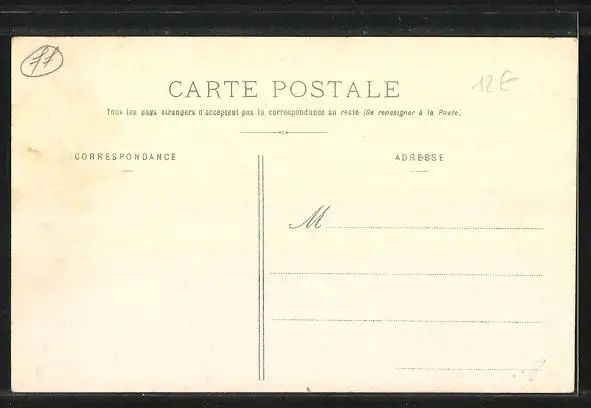 77
12€
CARTE POSTALE
Tous les pays étrangers n'acceptent pas la correspondance au recto (Se renseigner à la Poste)
CORRESPONDANCE
ADRESSE
M